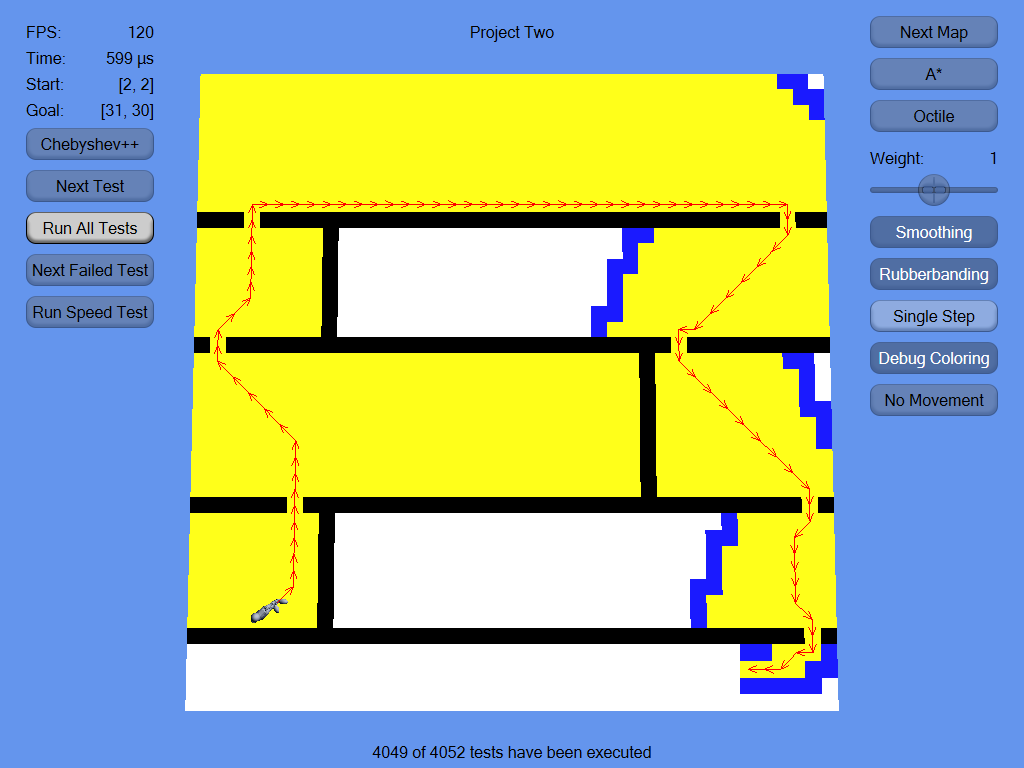 FPS: 120
Time: 599 µs
Start: [2, 2]
Goal: [31, 30]
Chebyshev++
Next Test
Run All Tests
Next Failed Test
Run Speed Test
Project Two
Next Map
A*
Octile
Weight: 1
Smoothing
Rubberbanding
Single Step
Debug Coloring
No Movement
4049 of 4052 tests have been executed